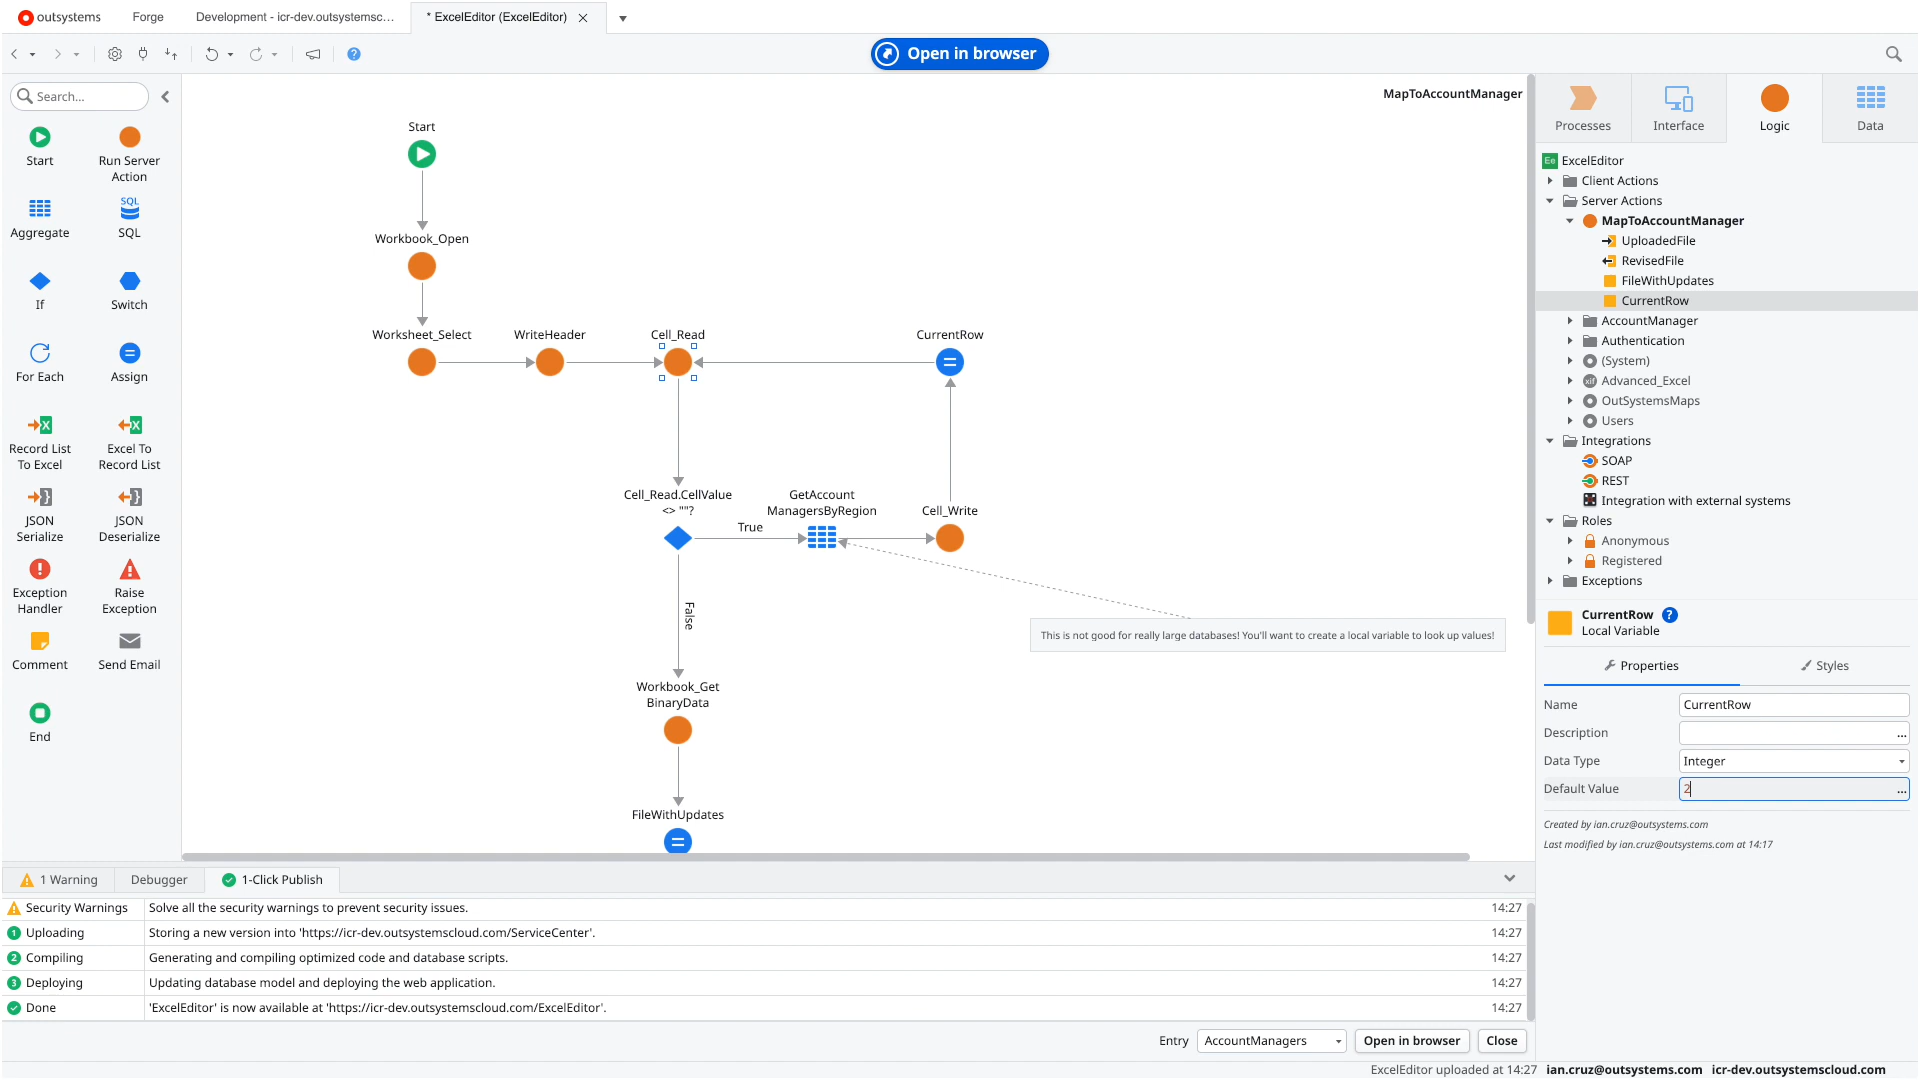 outsystems
Forge
Development - icr-dev.outsystemsc...
* ExcelEditor (ExcelEditor)
Open in browser
Search...
Start
Run Server
Action
Aggregate
SQL
SQL
If
Switch
For Each
Assign
Record List
To Excel
Excel To
Record List
JSON
Serialize
JSON
Deserialize
Exception
Handler
Raise
Exception
Comment
Send Email
End
MapToAccountManager
Start
Workbook_Open
Worksheet_Select
WriteHeader
Cell_Read
CurrentRow
Cell_Read.CellValue
<> ""?
True
GetAccount
ManagersByRegion
Cell_Write
False
This is not good for really large databases! You'll want to create a local variable to look up values!
Workbook_Get
BinaryData
FileWithUpdates
Processes
Interface
Logic
Data
Ee ExcelEditor
Client Actions
Server Actions
MapToAccountManager
UploadedFile
RevisedFile
FileWithUpdates
CurrentRow
AccountManager
Authentication
(System)
xif Advanced_Excel
OutSystemsMaps
Users
Integrations
SOAP
REST
Integration with external systems
Roles
Anonymous
Registered
Exceptions
CurrentRow ?
Local Variable
Properties
Styles
Name
CurrentRow
Description
...
Data Type
Integer
Default Value
2
...
Created by ian.cruz@outsystems.com
Last modified by ian.cruz@outsystems.com at 14:17
1 Warning
Debugger
1-Click Publish
Security Warnings
Solve all the security warnings to prevent security issues.
14:27
1 Uploading
Storing a new version into 'https://icr-dev.outsystemscloud.com/ServiceCenter'.
14:27
2 Compiling
Generating and compiling optimized code and database scripts.
14:27
3 Deploying
Updating database model and deploying the web application.
14:27
Done
'ExcelEditor' is now available at 'https://icr-dev.outsystemscloud.com/ExcelEditor'.
14:27
Entry
AccountManagers
Open in browser
Close
ExcelEditor uploaded at 14:27
ian.cruz@outsystems.com
icr-dev.outsystemscloud.com